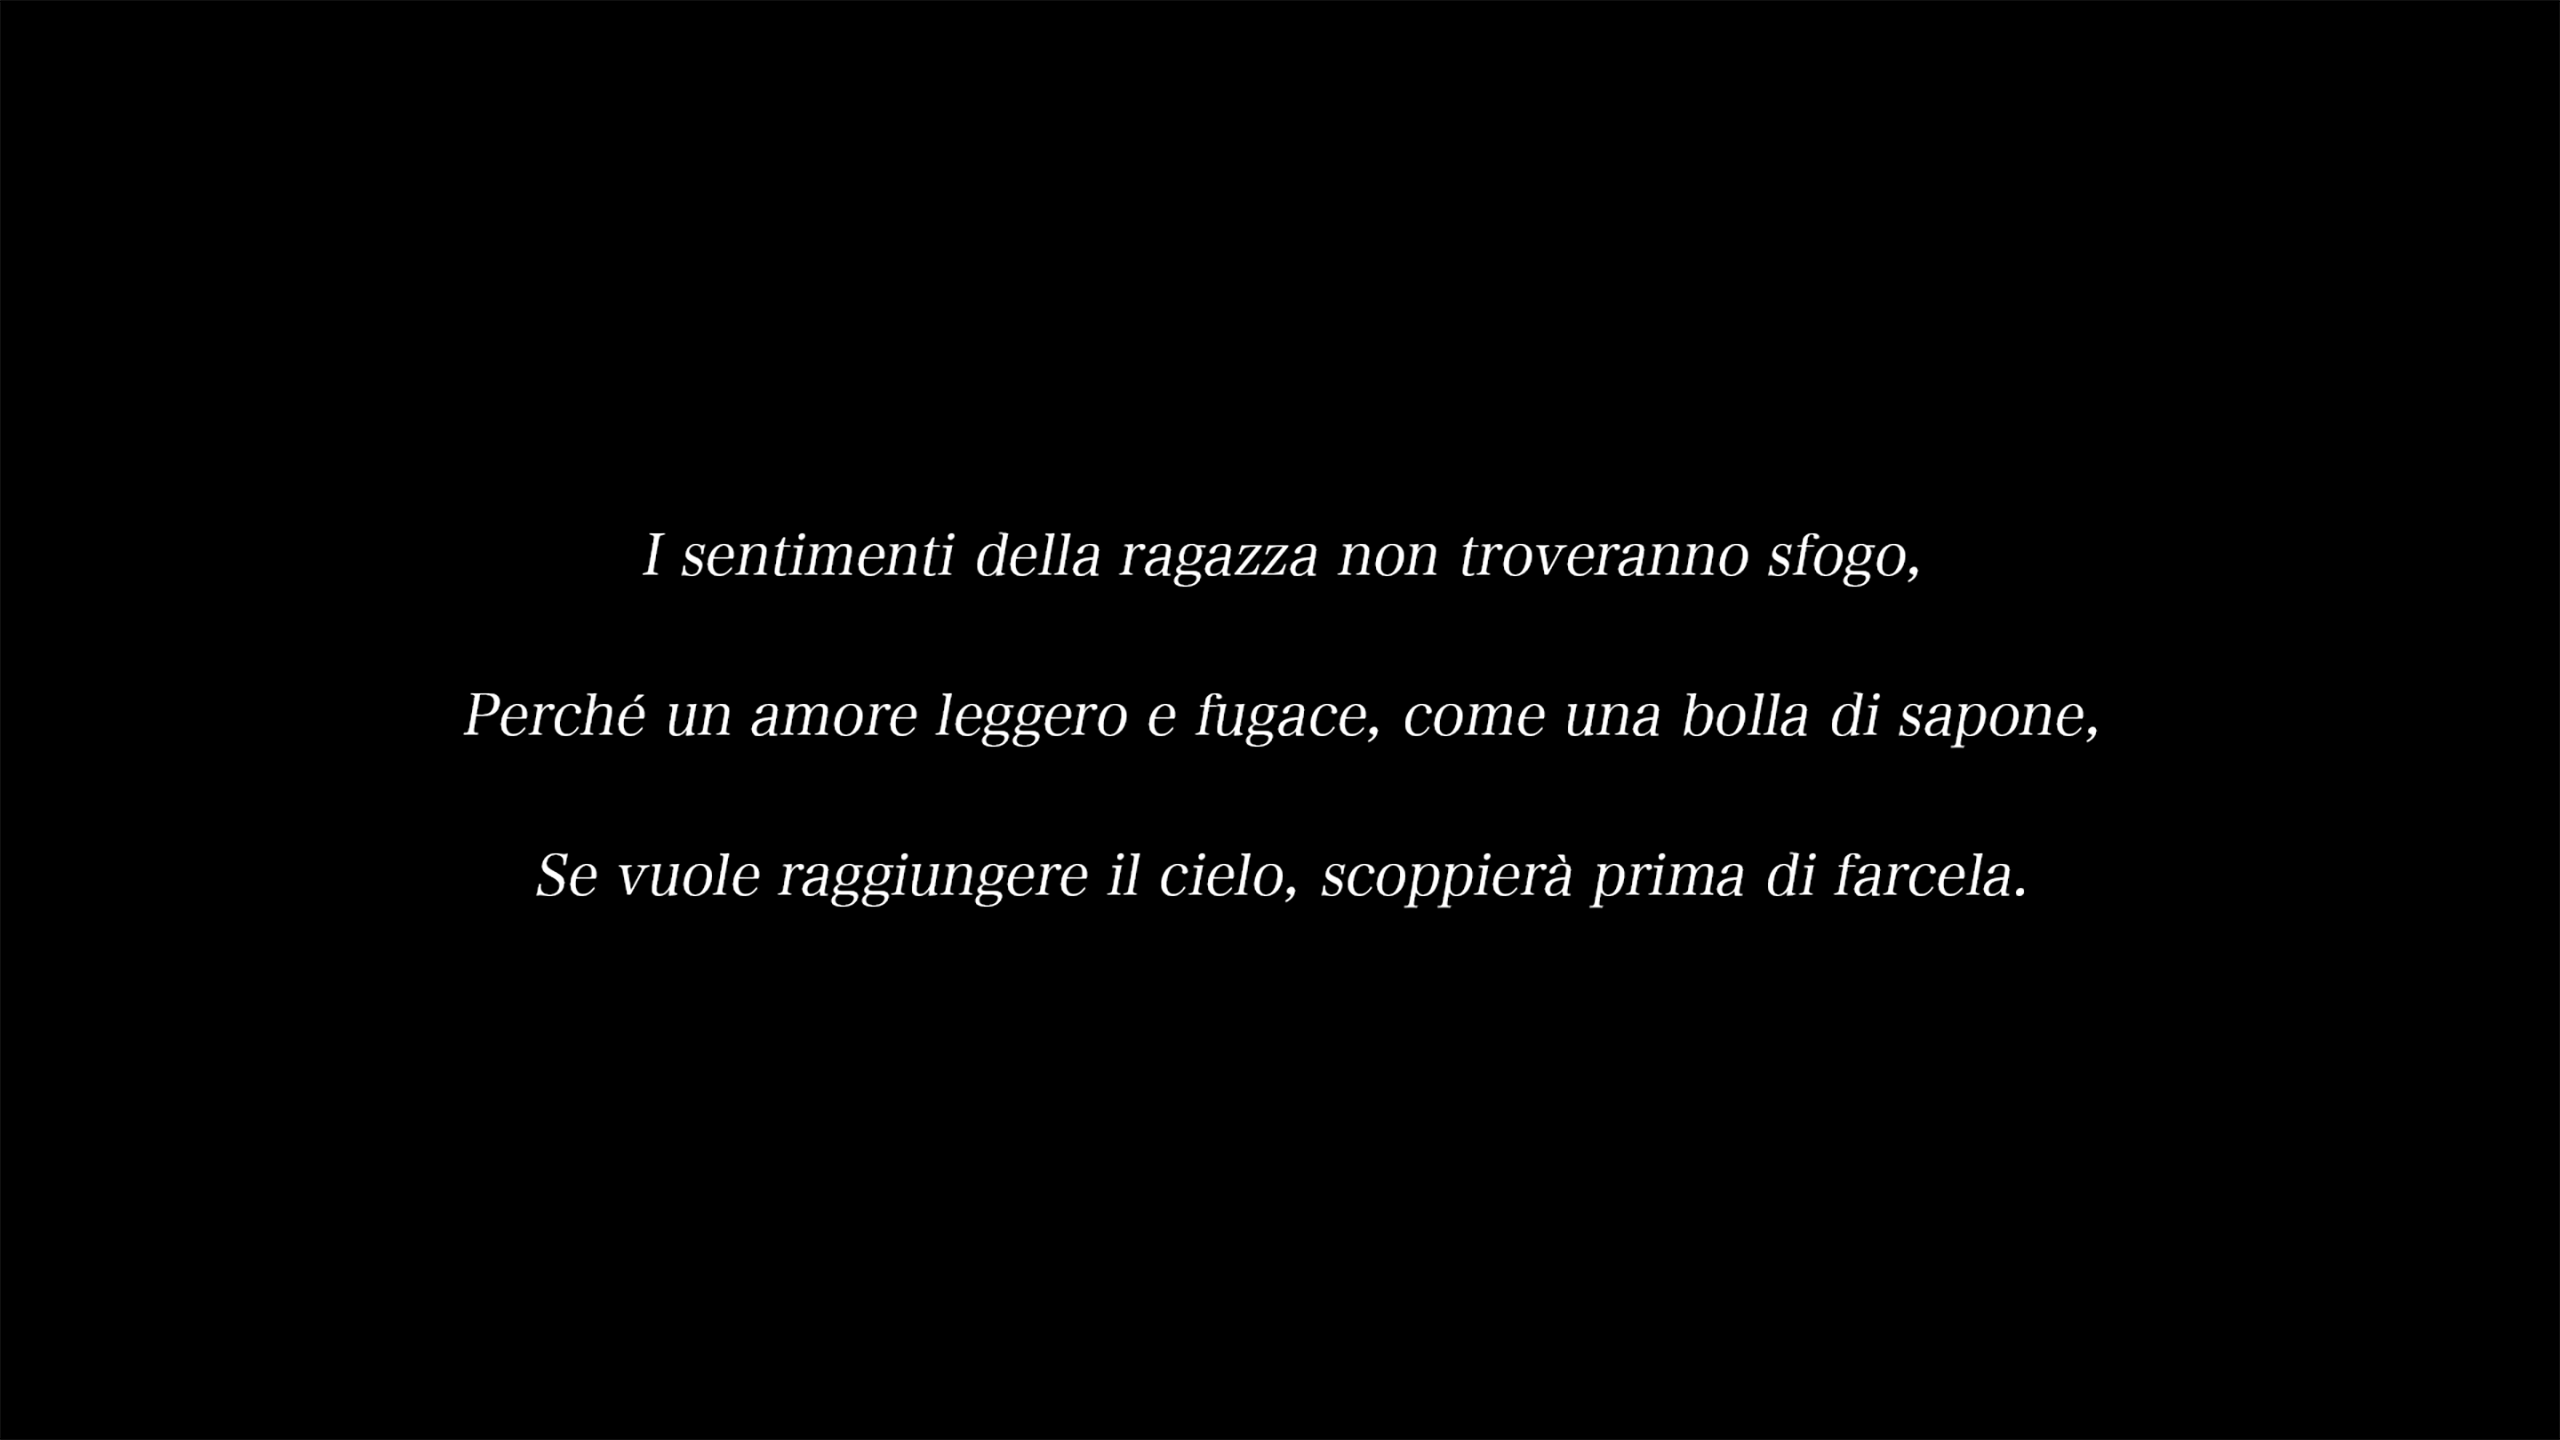 I sentimenti della ragazza non troveranno sfogo,
Perché un amore leggero e fugace, come una bolla di sapone,
Se vuole raggiungere il cielo, scoppierà prima di farcela.